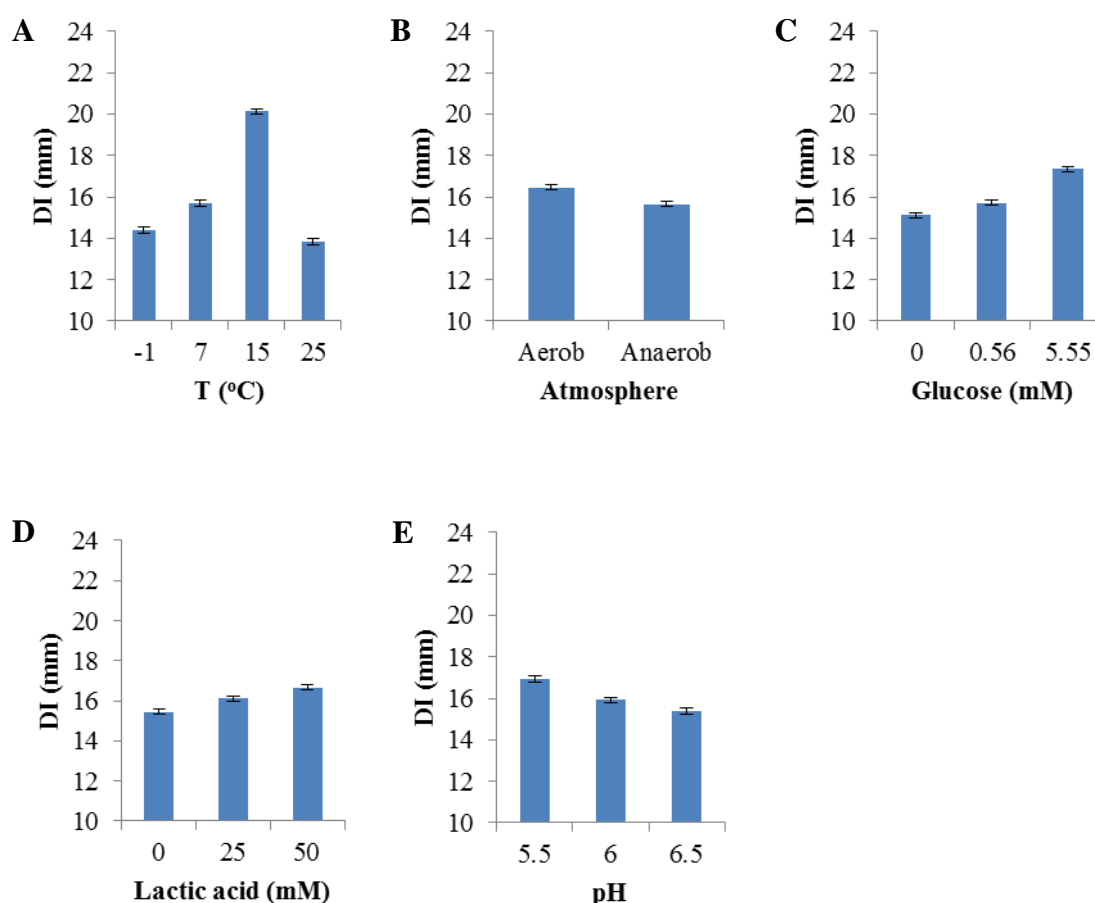 A
DI (mm)
24
22
20
18
16
14
12
10
-1 7 15 25
T (ºC)
B
DI (mm)
24
22
20
18
16
14
12
10
Aerob Anaerob
Atmosphere
C
DI (mm)
24
22
20
18
16
14
12
10
0 0.56 5.55
Glucose (mM)
D
DI (mm)
24
22
20
18
16
14
12
10
0 25 50
Lactic acid (mM)
E
DI (mm)
24
22
20
18
16
14
12
10
5.5 6 6.5
pH